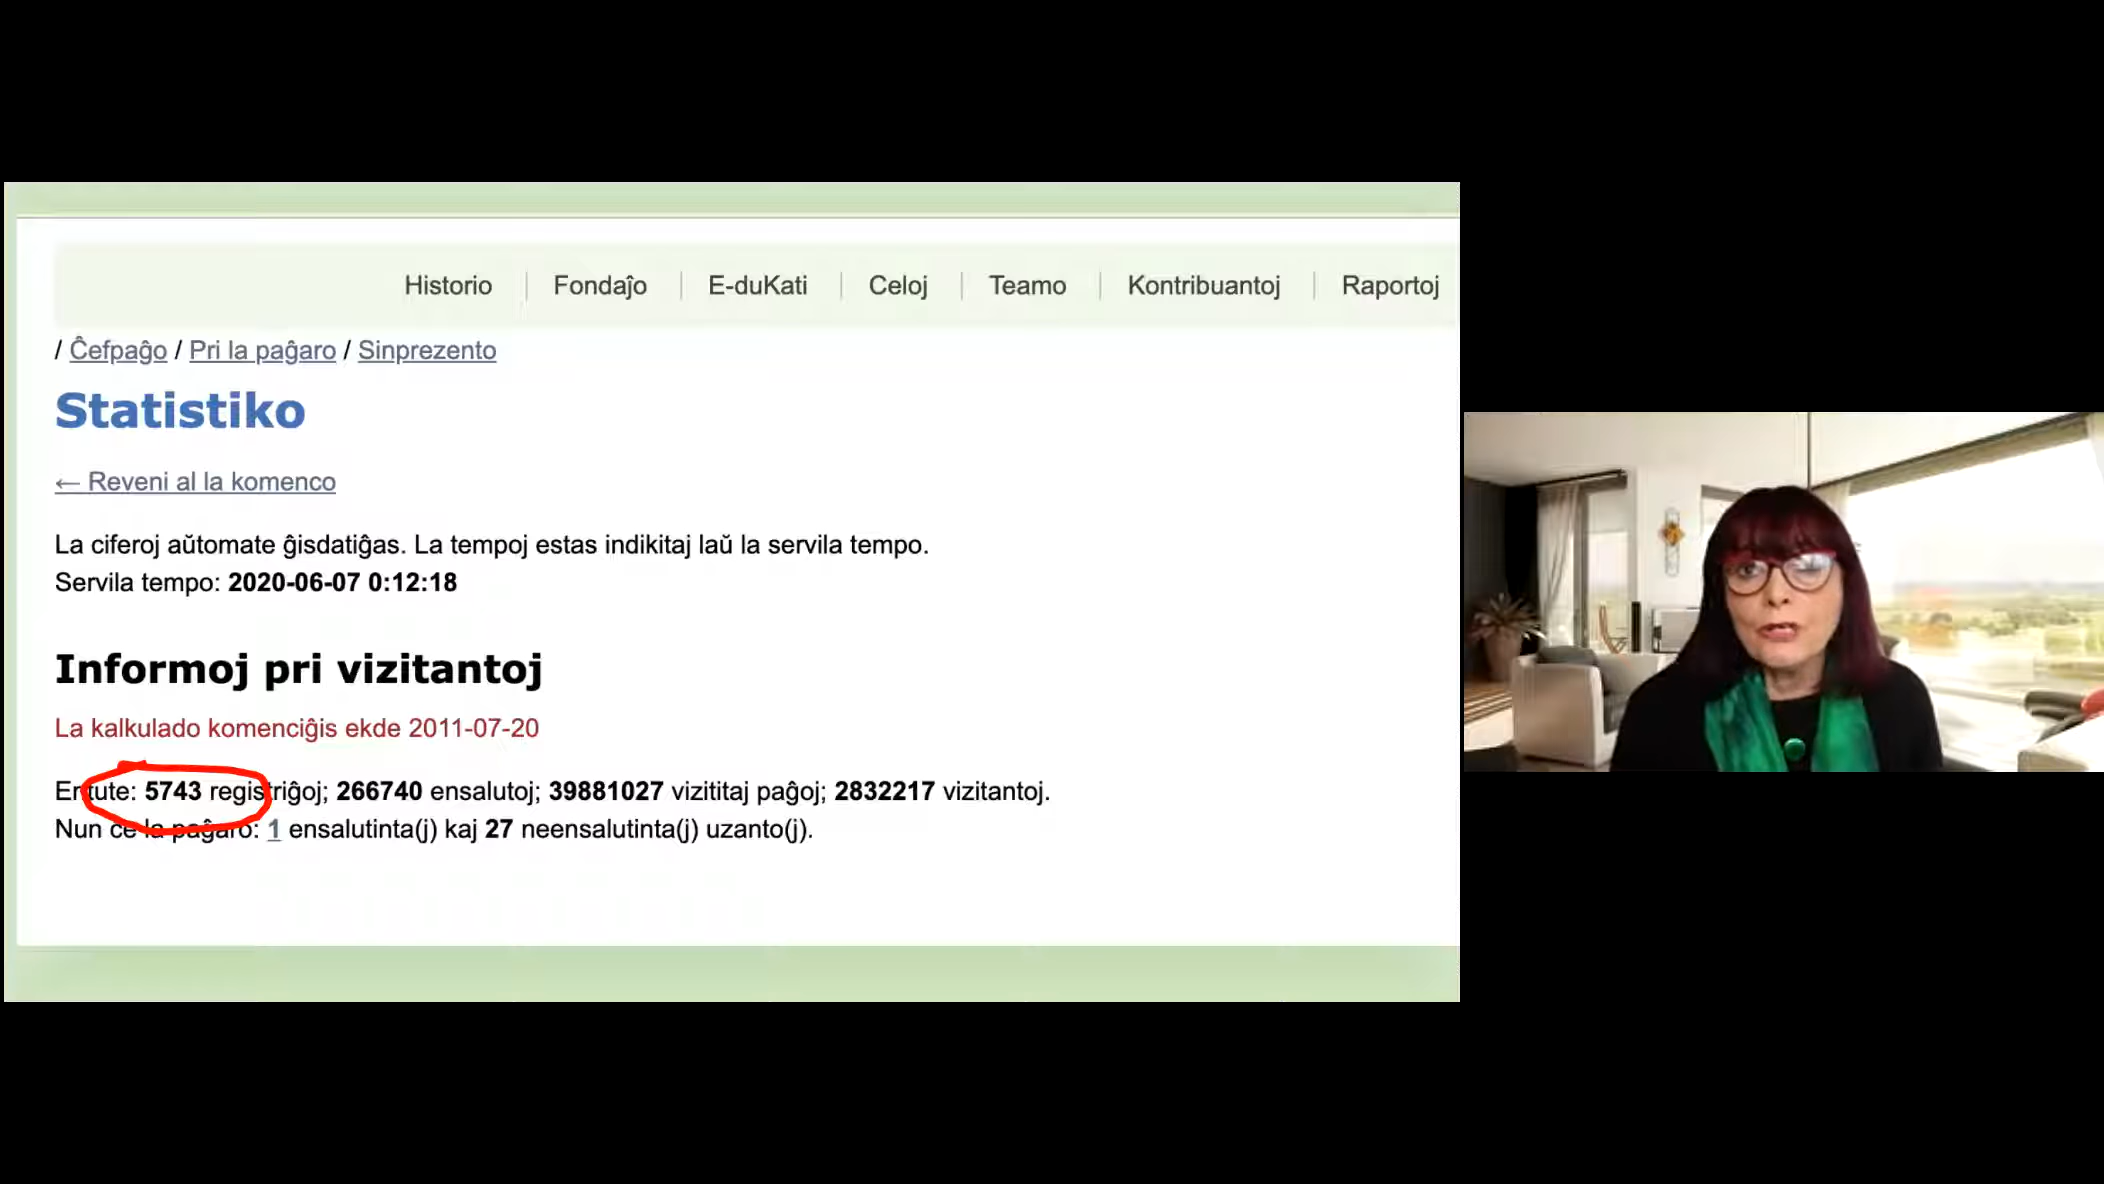 Historio | Fondaĵo | E-duKati | Celoj | Teamo | Kontribuantoj | Raportoj
/ Ĉefpaĝo / Pri la paĝaro / Sinprezento
Statistiko
← Reveni al la komenco
La ciferoj aŭtomate ĝisdatiĝas. La tempoj estas indikitaj laŭ la servila tempo.
Servila tempo: 2020-06-07 0:12:18
Informoj pri vizitantoj
La kalkulado komenciĝis ekde 2011-07-20
Entute: 5743 registriĝoj; 266740 ensalutoj; 39881027 vizititaj paĝoj; 2832217 vizitantoj.
Nun ĉe la paĝaro: 1 ensalutinta(j) kaj 27 neensalutinta(j) uzanto(j).